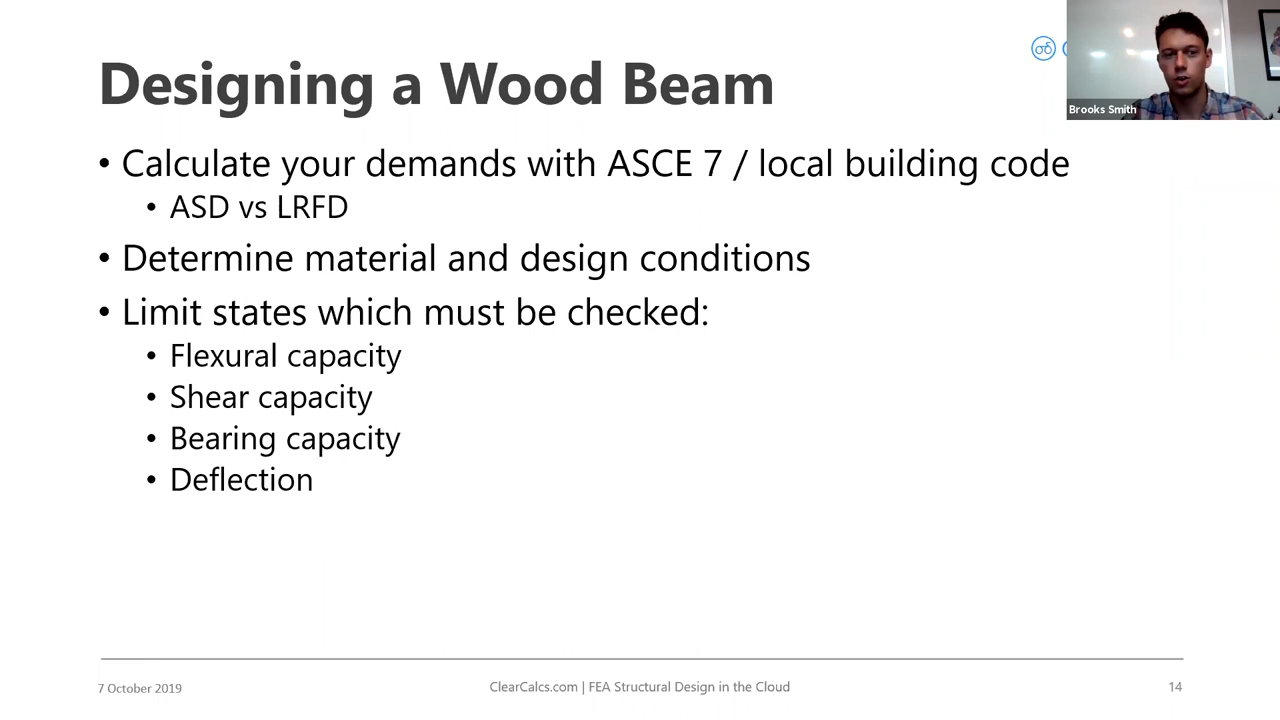 Designing a Wood Beam
Brooks Smith
• Calculate your demands with ASCE 7 / local building code
• ASD vs LRFD
• Determine material and design conditions
• Limit states which must be checked:
• Flexural capacity
• Shear capacity
• Bearing capacity
• Deflection
7 October 2019
ClearCalcs.com | FEA Structural Design in the Cloud
14